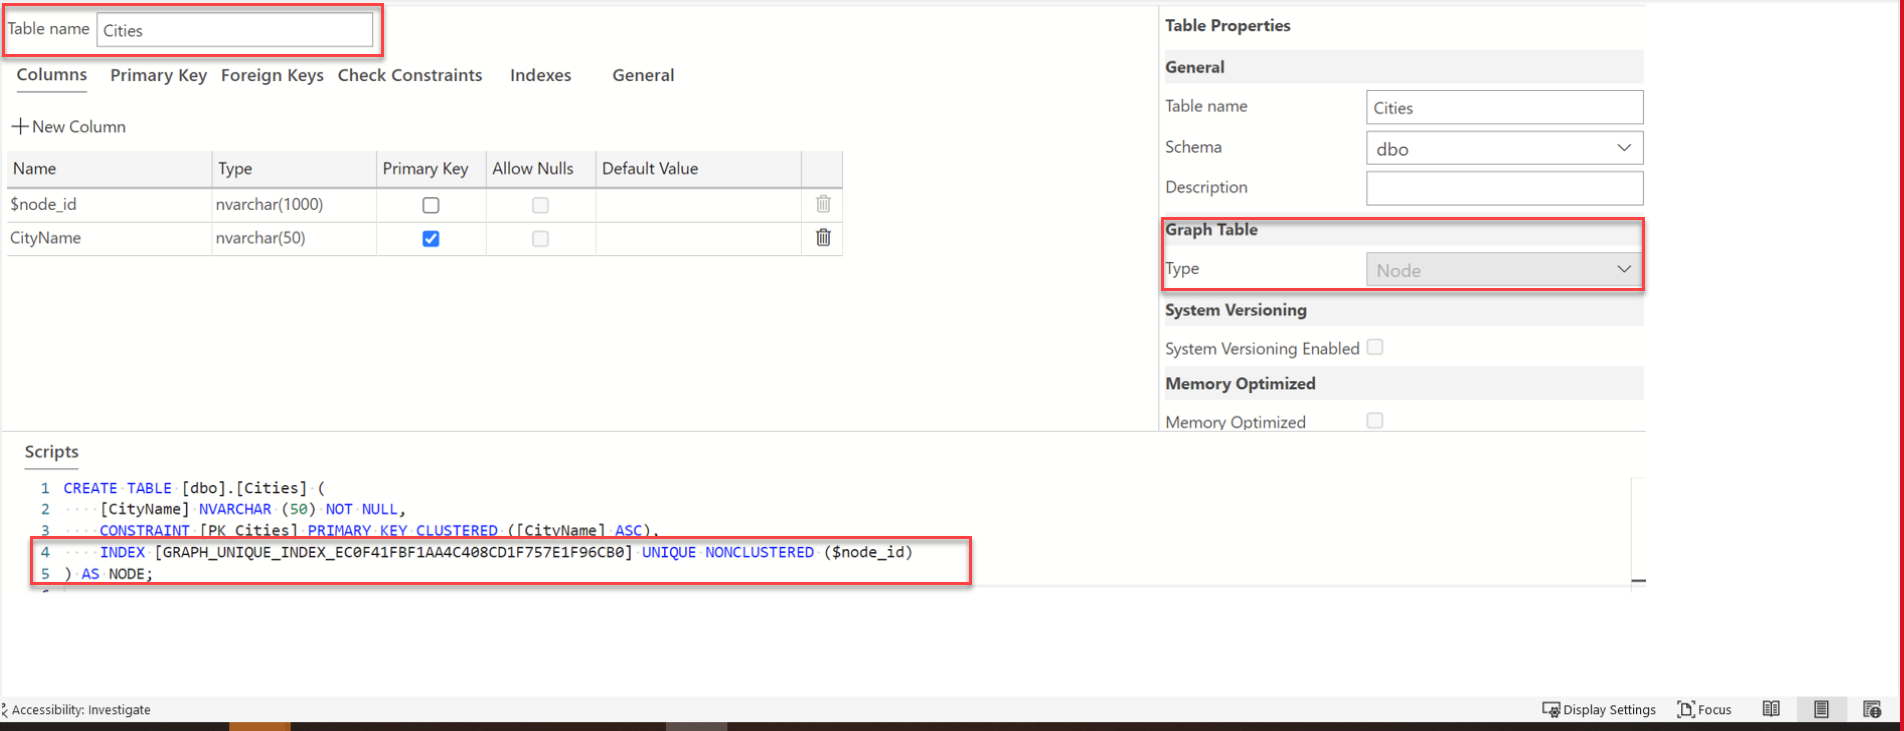 Table name Cities
Columns Primary Key Foreign Keys Check Constraints Indexes General
New Column
Name Type Primary Key Allow Nulls Default Value
$node_id nvarchar(1000)
CityName nvarchar(50)
Table Properties
General
Table name Cities
Schema dbo
Description
Graph Table
Type Node
System Versioning
System Versioning Enabled
Memory Optimized
Memory Optimized
Scripts
1 CREATE TABLE [dbo].[Cities] (
2 ····[CityName] NVARCHAR (50) NOT NULL,
3 ····CONSTRAINT [PK_Cities] PRIMARY KEY CLUSTERED ([CityName] ASC),
4 ····INDEX [GRAPH_UNIQUE_INDEX_EC0F41FBF1AA4C408CD1F757E1F96CB0] UNIQUE NONCLUSTERED ($node_id)
5 ) AS NODE;
Accessibility: Investigate
Display Settings Focus